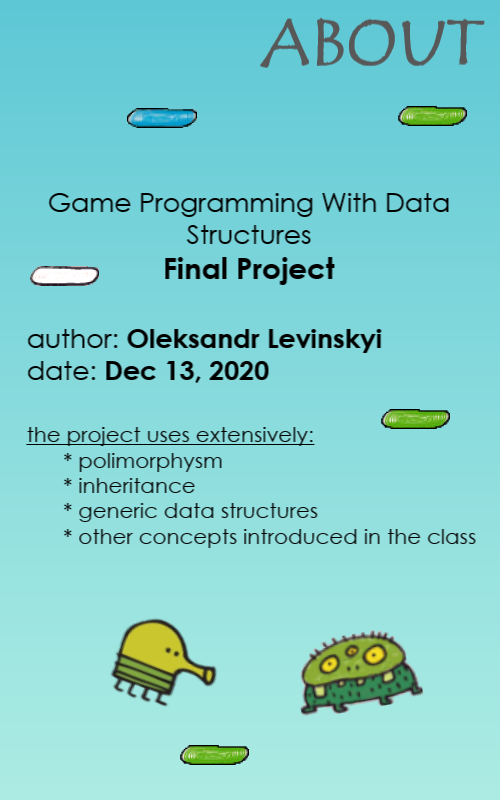 ABOUT
Game Programming With Data
Structures
Final Project
author: Oleksandr Levinskyi
date: Dec 13, 2020
the project uses extensively:
* polimorphysm
* inheritance
* generic data structures
* other concepts introduced in the class